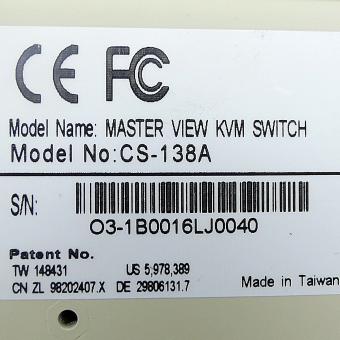 CE FC
Model Name: MASTER VIEW KVM SWITCH
Model No:CS-138A
S/N:
O3-1B0016LJ0040
Patent No.
TW 148431 US 5,978,389
CN ZL 98202407.X DE 29806131.7
Made in Taiwan